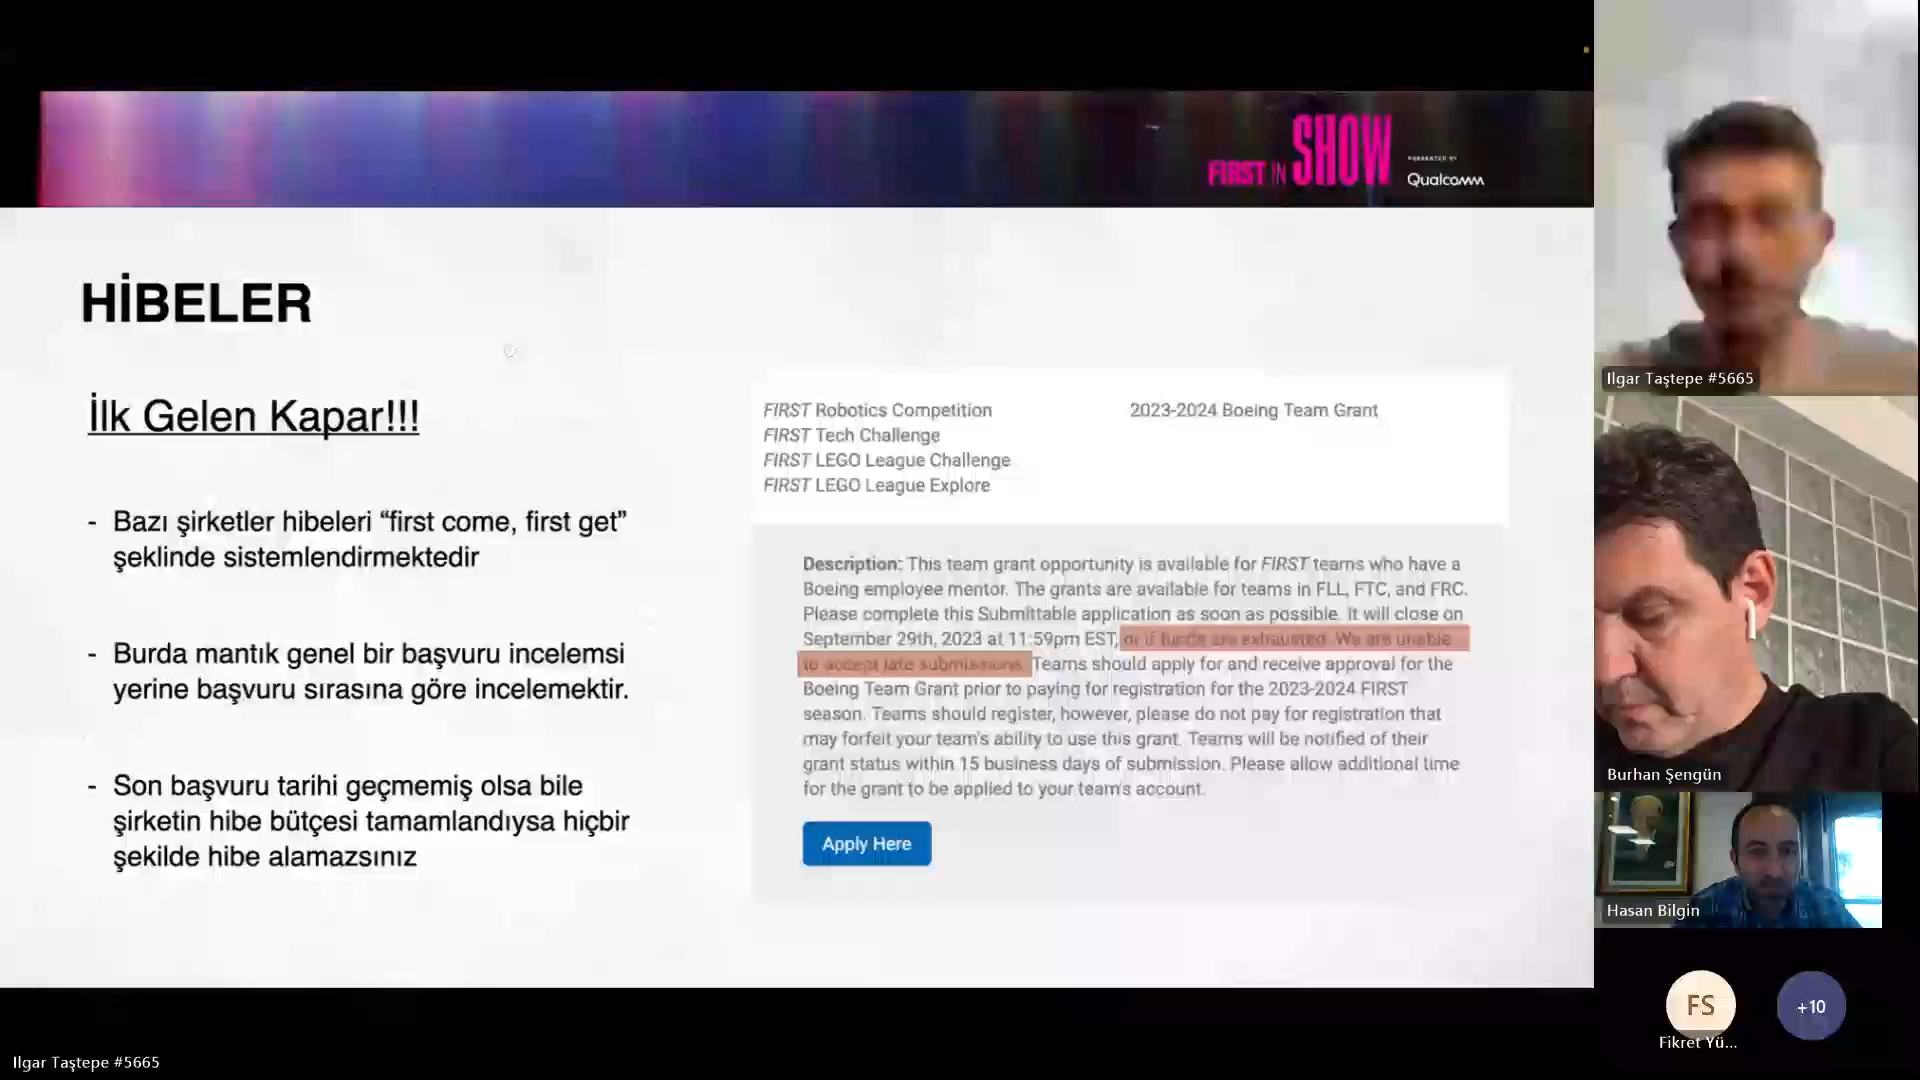 FIRST IN SHOW
PRESENTED BY
Qualcomm
HİBELER
İlk Gelen Kapar!!!
- Bazı şirketler hibeleri “first come, first get”
şeklinde sistemlendirmektedir
- Burda mantık genel bir başvuru incelemsi
yerine başvuru sırasına göre incelemektir.
- Son başvuru tarihi geçmemiş olsa bile
şirketin hibe bütçesi tamamlandıysa hiçbir
şekilde hibe alamazsınız
FIRST Robotics Competition
FIRST Tech Challenge
FIRST LEGO League Challenge
FIRST LEGO League Explore
2023-2024 Boeing Team Grant
Description: This team grant opportunity is available for FIRST teams who have a
Boeing employee mentor. The grants are available for teams in FLL, FTC, and FRC.
Please complete this Submittable application as soon as possible. It will close on
September 29th, 2023 at 11:59pm EST, or if funds are exhausted. We are unable
to accept late submissions. Teams should apply for and receive approval for the
Boeing Team Grant prior to paying for registration for the 2023-2024 FIRST
season. Teams should register, however, please do not pay for registration that
may forfeit your team's ability to use this grant. Teams will be notified of their
grant status within 15 business days of submission. Please allow additional time
for the grant to be applied to your team's account.
Apply Here
Ilgar Taştepe #5665
Burhan Şengün
Hasan Bilgin
FS
Fikret Yü...
+10
Ilgar Taştepe #5665